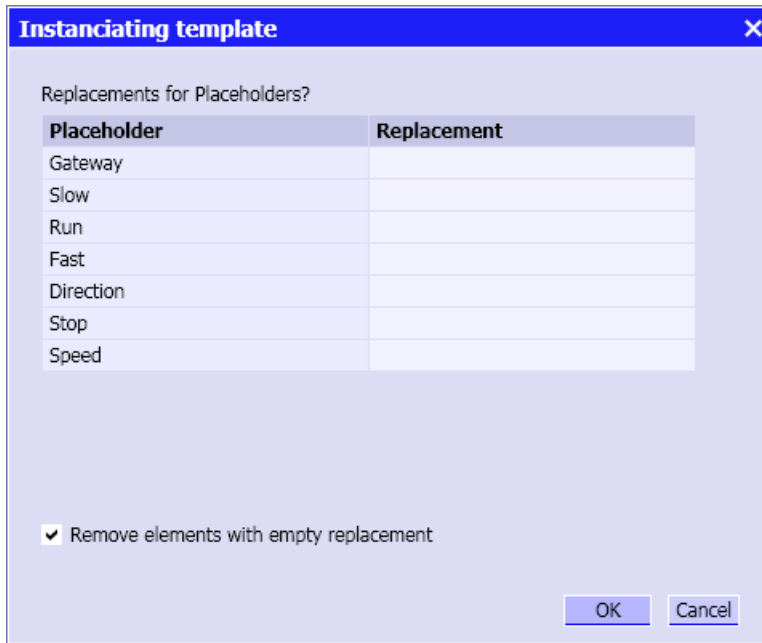 Instanciating template
Replacements for Placeholders?
Placeholder Replacement
Gateway
Slow
Run
Fast
Direction
Stop
Speed
Remove elements with empty replacement
OK Cancel